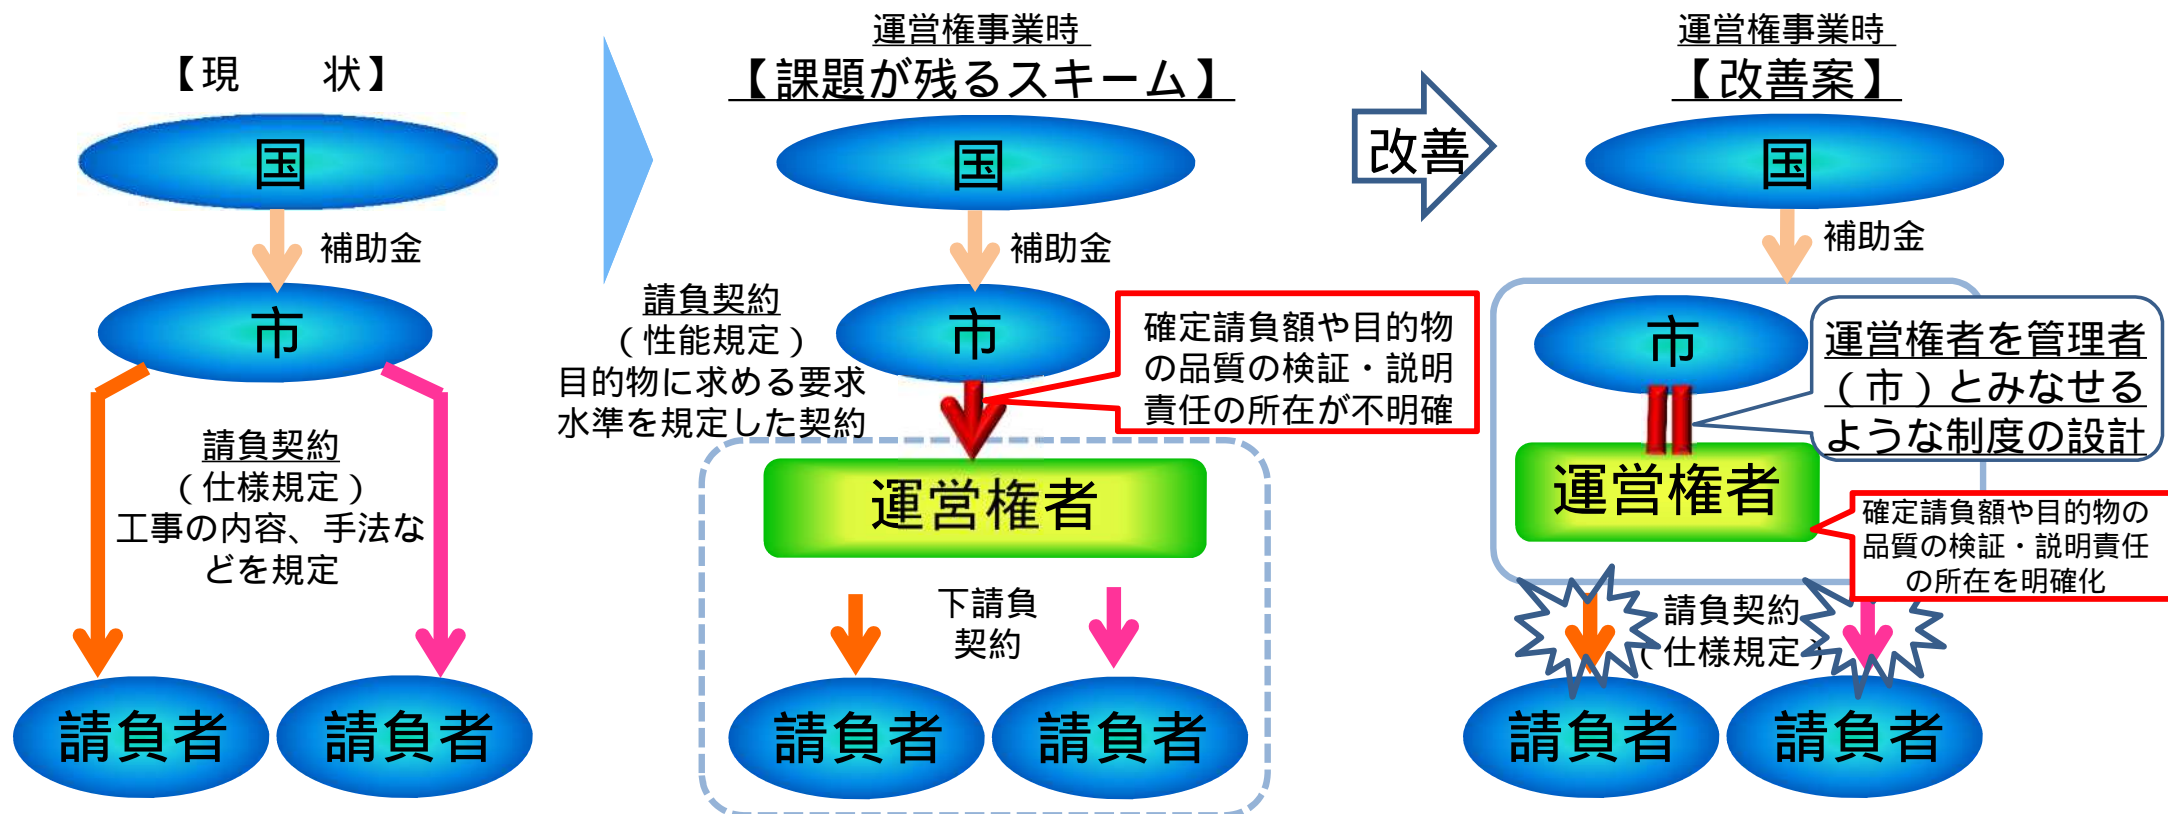 【現　　状】
国
補助金
市
請負契約
（仕様規定）
工事の内容、手法な
どを規定
請負者
請負者
運営権事業時
【課題が残るスキーム】
国
補助金
請負契約
（性能規定）
目的物に求める要求
水準を規定した契約
市
確定請負額や目的物
の品質の検証・説明
責任の所在が不明確
運営権者
下請負
契約
請負者
請負者
改善
運営権事業時
【改善案】
国
補助金
市
運営権者を管理者
（市）とみなせる
ような制度の設計
運営権者
確定請負額や目的物の
品質の検証・説明責任
の所在を明確化
請負契約
（仕様規定）
請負者
請負者